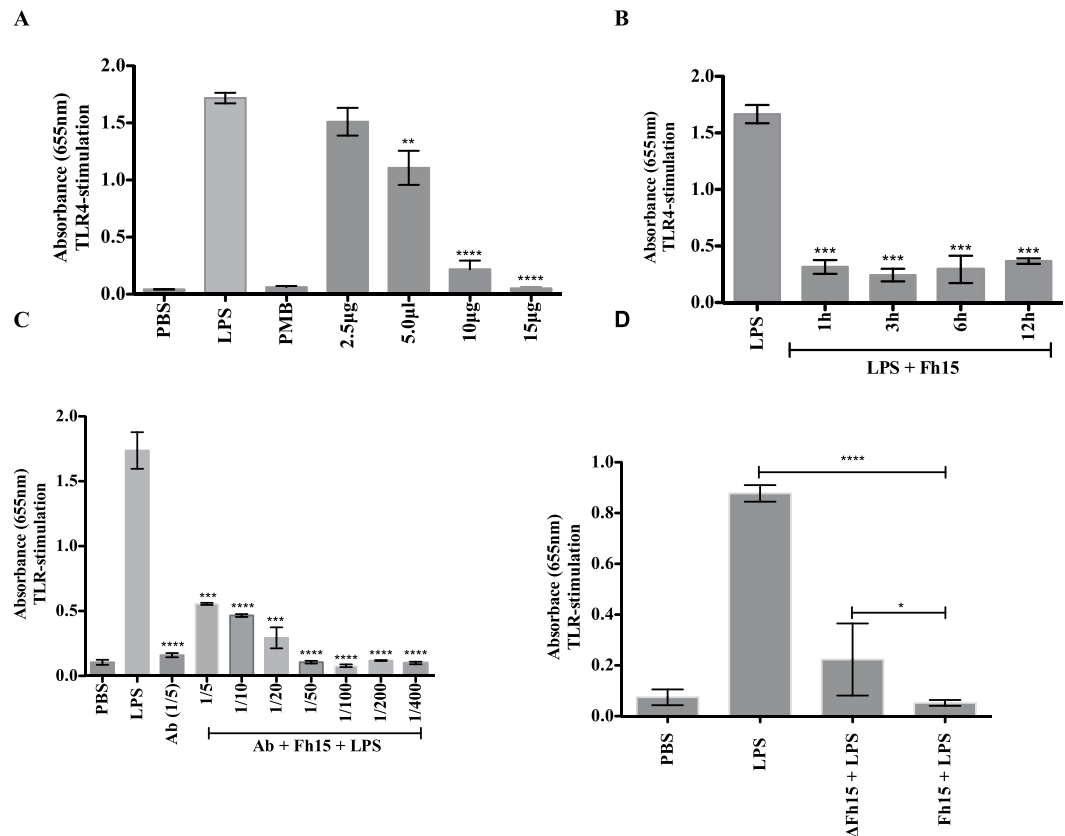 A
Absorbance (655nm)
TLR4-stimulation
2.0
1.5
1.0
0.5
0.0
**
****
****
PBS
LPS
PMB
2.5µg
5.0µl
10µg
15µg
B
Absorbance (655nm)
TLR4-stimulation
2.0
1.5
1.0
0.5
0.0
***
***
***
***
LPS
1h
3h
6h
12h
LPS + Fh15
C
Absorbance (655nm)
TLR-stimulation
2.0
1.5
1.0
0.5
0.0
****
***
****
***
****
****
****
****
PBS
LPS
Ab (1/5)
1/5
1/10
1/20
1/50
1/100
1/200
1/400
Ab + Fh15 + LPS
D
Absorbace (655nm)
TLR-stimulation
1.0
0.8
0.6
0.4
0.2
0.0
****
*
PBS
LPS
ΔFh15 + LPS
Fh15 + LPS